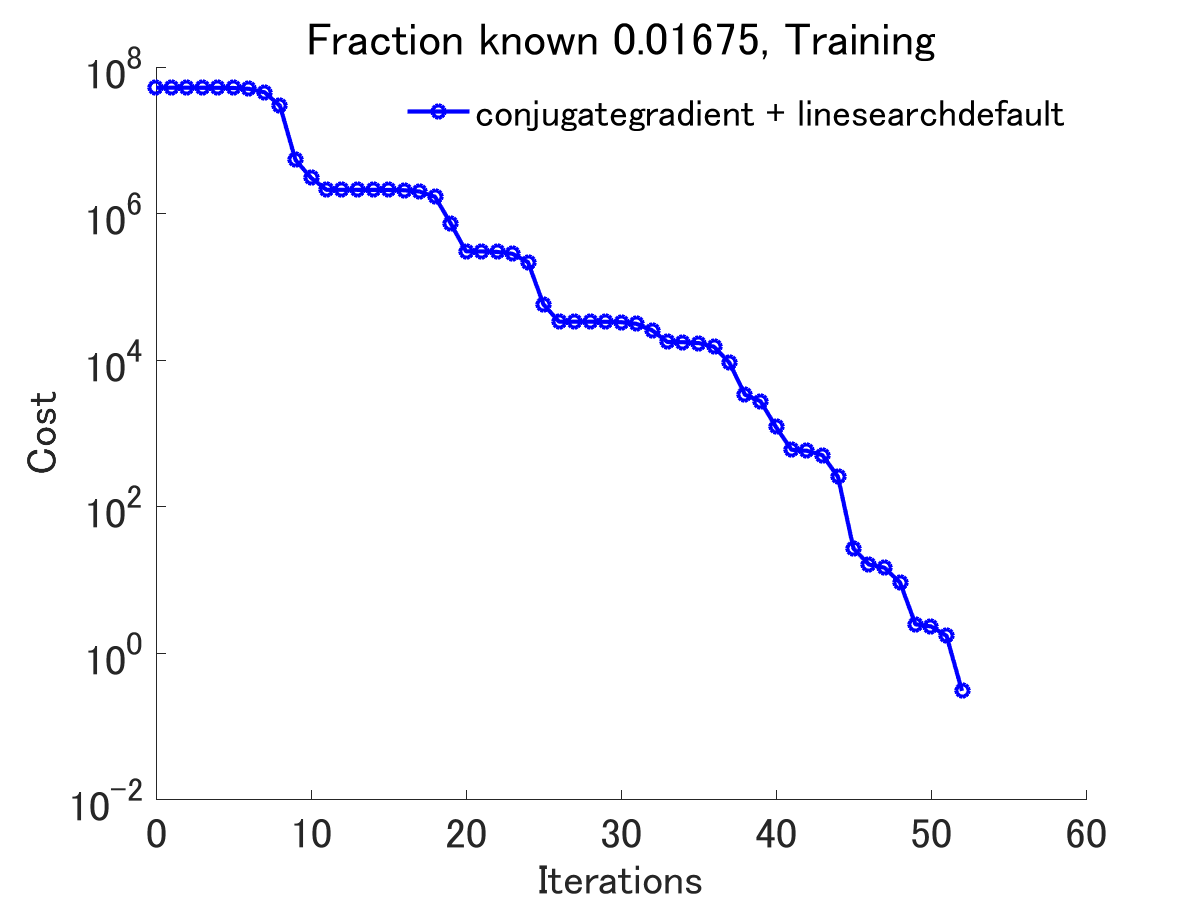 Fraction known 0.01675, Training
conjugategradient + linesearchdefault
Cost
10^8
10^6
10^4
10^2
10^0
10^−2
0 10 20 30 40 50 60
Iterations